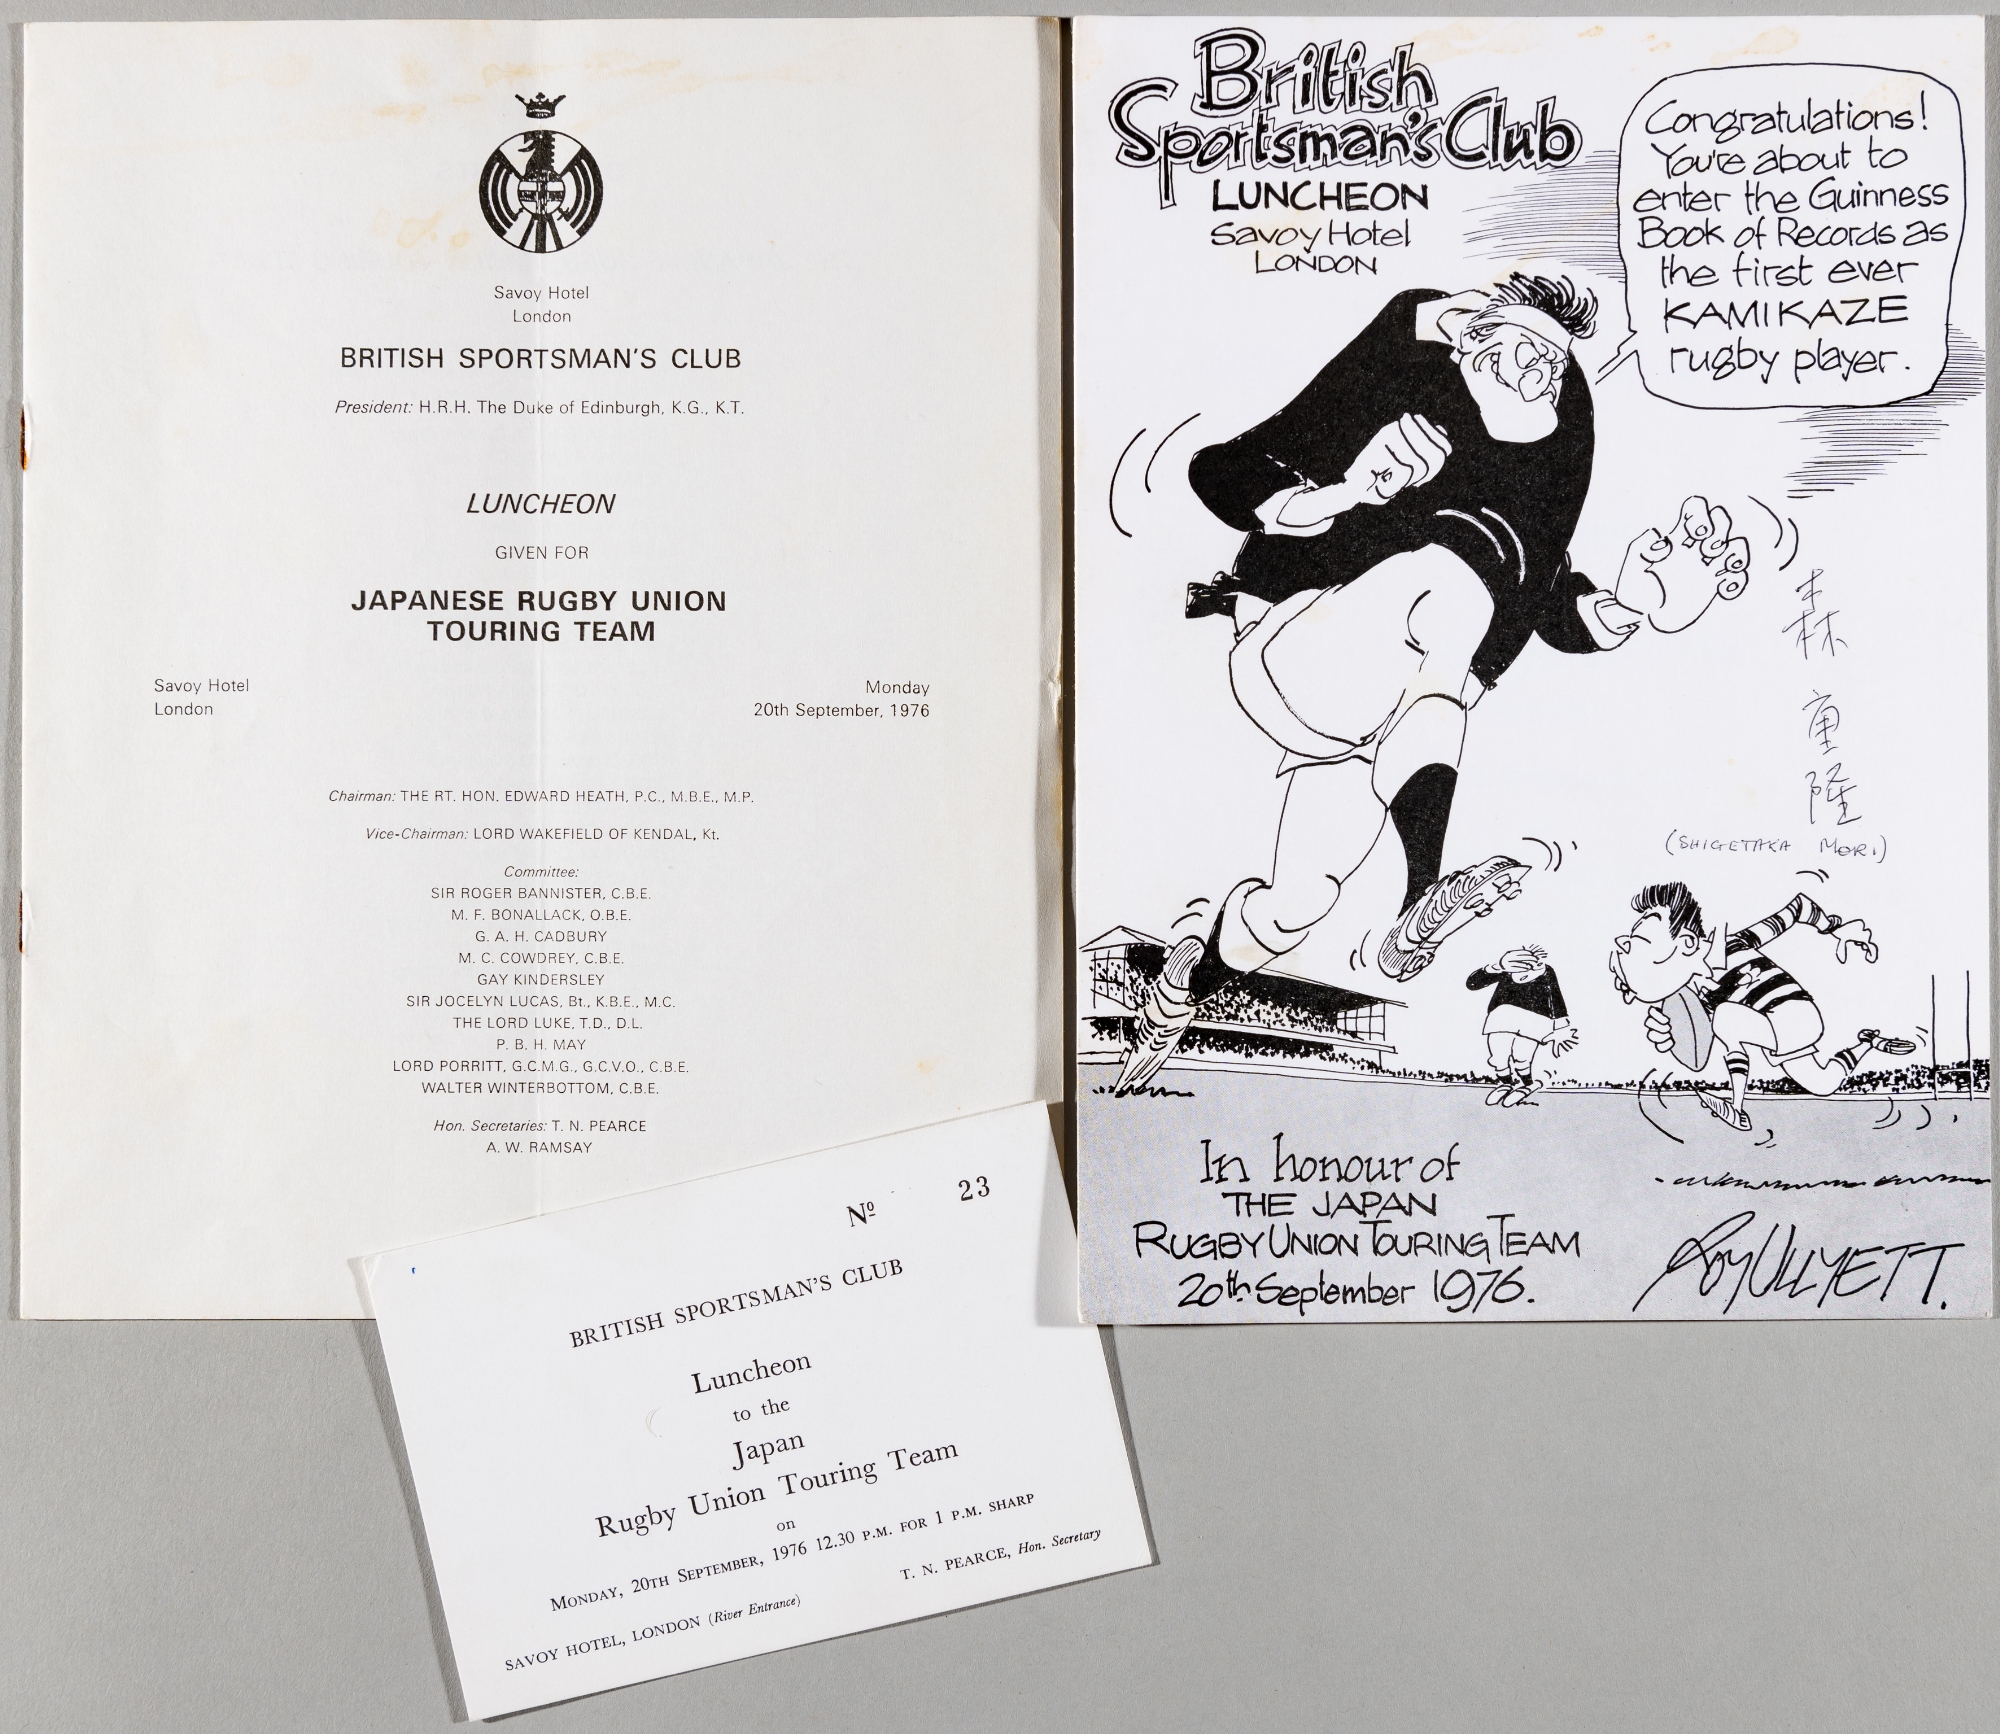 Savoy Hotel
London
BRITISH SPORTSMAN'S CLUB
President: H.R.H. The Duke of Edinburgh, K.G., K.T.
LUNCHEON
GIVEN FOR
JAPANESE RUGBY UNION
TOURING TEAM
Savoy Hotel
London
Monday
20th September, 1976
Chairman: THE RT. HON. EDWARD HEATH, P.C., M.B.E., M.P.
Vice-Chairman: LORD WAKEFIELD OF KENDAL, Kt.
Committee:
SIR ROGER BANNISTER, C.B.E.
M. F. BONALLACK, O.B.E.
G. A. H. CADBURY
M. C. COWDREY, C.B.E.
GAY KINDERSLEY
SIR JOCELYN LUCAS, Bt., K.B.E., M.C.
THE LORD LUKE, T.D., D.L.
P. B. H. MAY
LORD PORRITT, G.C.M.G., G.C.V.O., C.B.E.
WALTER WINTERBOTTOM, C.B.E.
Hon. Secretaries: T. N. PEARCE
A. W. RAMSAY
British
Sportsman's Club
LUNCHEON
Savoy Hotel
LONDON
Congratulations!
You're about to
enter the Guinness
Book of Records as
the first ever
KAMIKAZE
rugby player.
森
重
隆
(SHIGETAKA MORI)
In honour of
THE JAPAN
RUGBY UNION TOURING TEAM
20th September 1976.
ROY ULLYETT.
Nº 23
BRITISH SPORTSMAN'S CLUB
Luncheon
to the
Japan
Rugby Union Touring Team
on
MONDAY, 20TH SEPTEMBER, 1976 12.30 P.M. FOR 1 P.M. SHARP
SAVOY HOTEL, LONDON (River Entrance)
T. N. PEARCE, Hon. Secretary